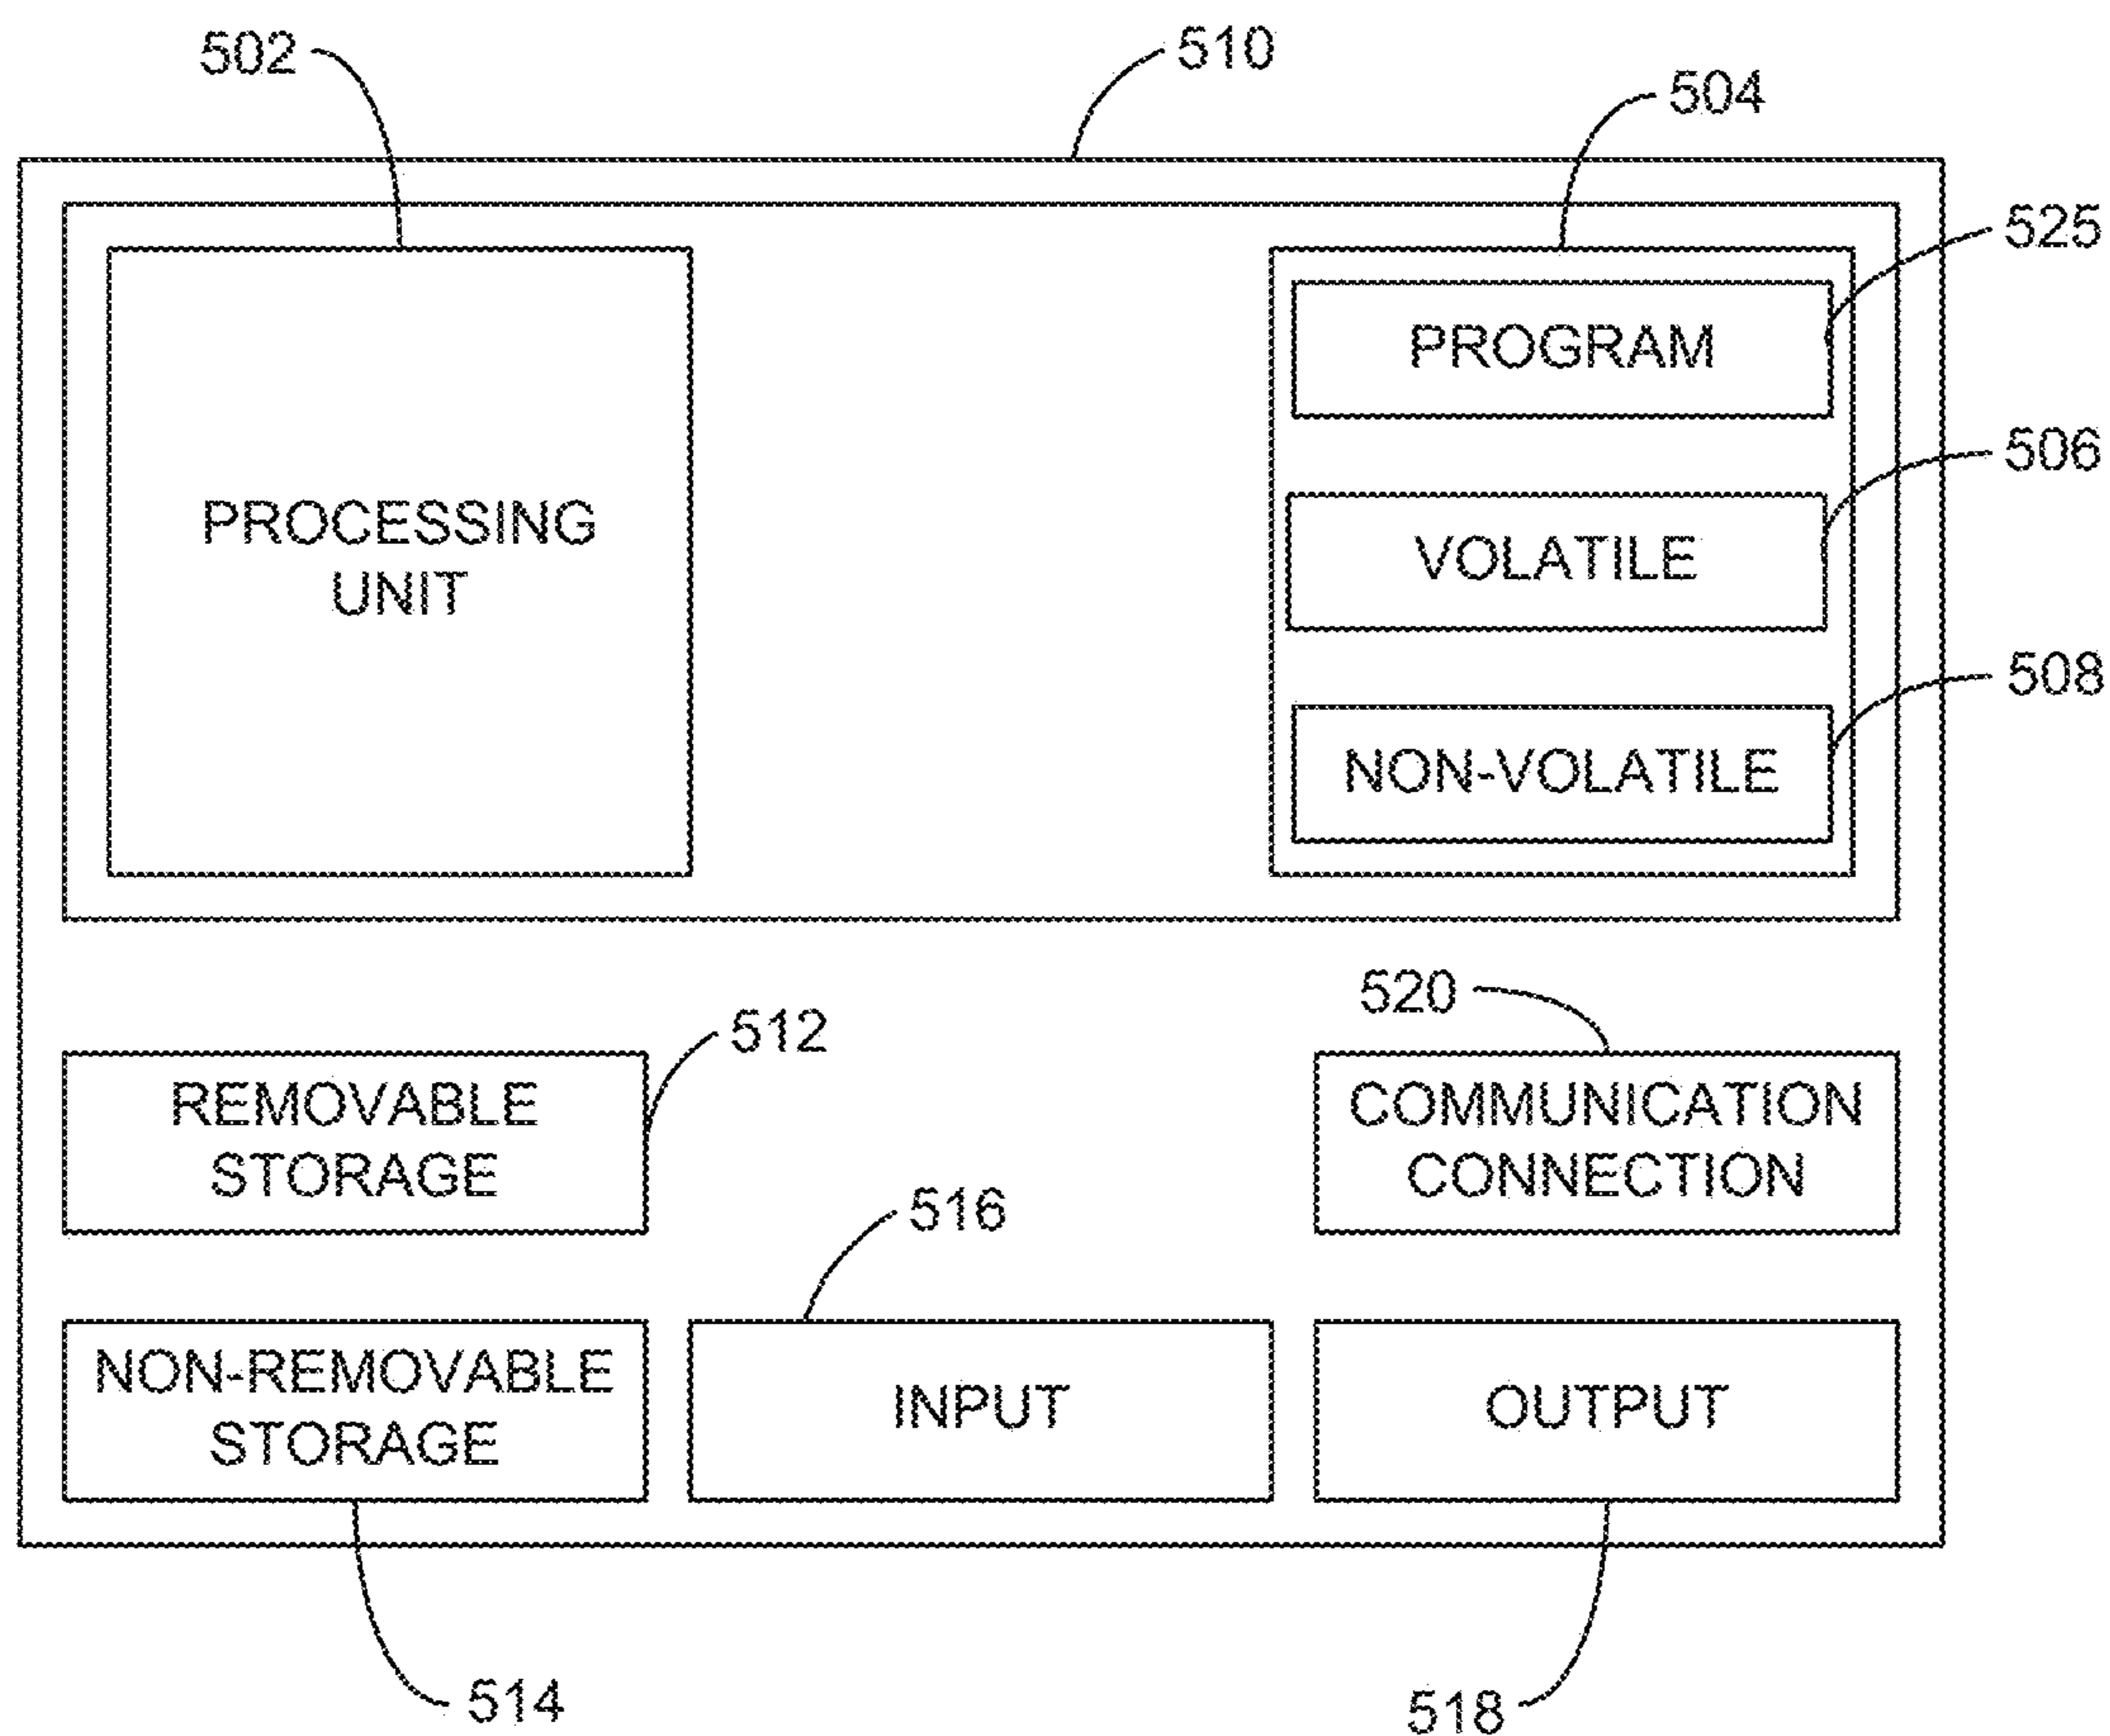 502
510
504
525
PROGRAM
506
PROCESSING
UNIT
VOLATILE
508
NON-VOLATILE
520
512
REMOVABLE
STORAGE
COMMUNICATION
CONNECTION
516
NON-REMOVABLE
STORAGE
INPUT
OUTPUT
514
518